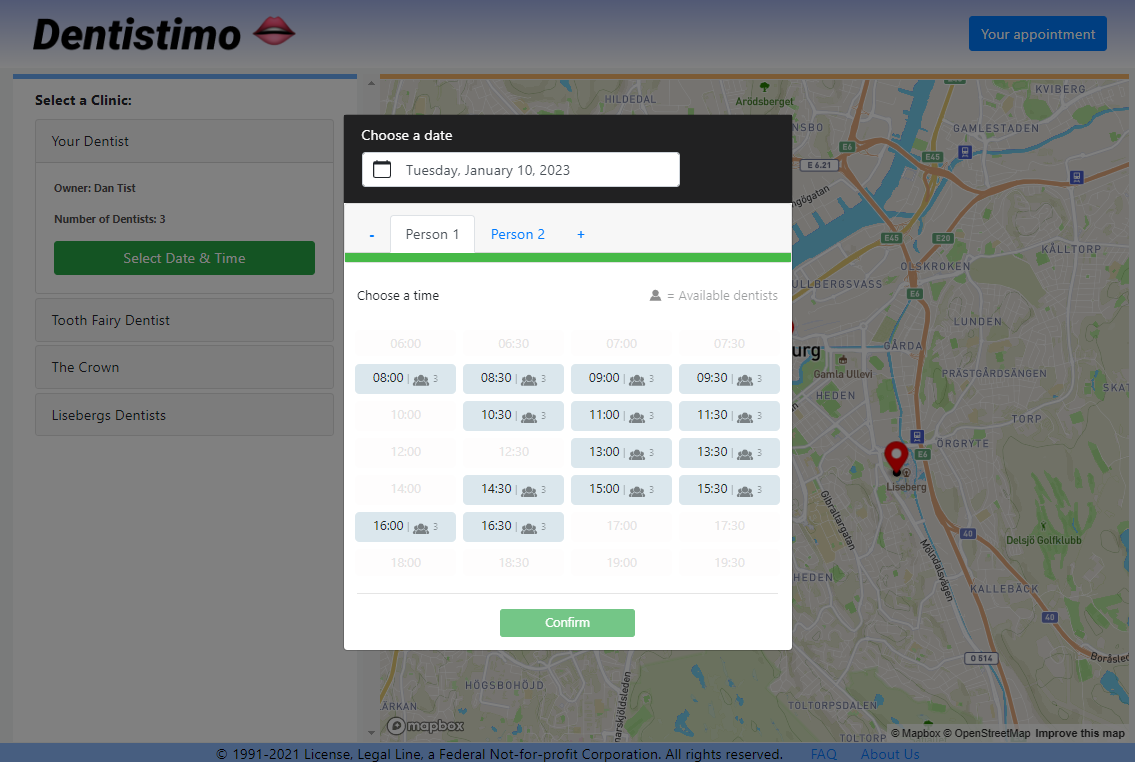 Dentistimo
Your appointment
Select a Clinic:
Your Dentist
Owner: Dan Tist
Number of Dentists: 3
Select Date & Time
Tooth Fairy Dentist
The Crown
Lisebergs Dentists
Choose a date
Tuesday, January 10, 2023
- Person 1 Person 2 +
Choose a time
= Available dentists
06:00 06:30 07:00 07:30
08:00 | 3 08:30 | 3 09:00 | 3 09:30 | 3
10:00 10:30 | 3 11:00 | 3 11:30 | 3
12:00 12:30 13:00 | 3 13:30 | 3
14:00 14:30 | 3 15:00 | 3 15:30 | 3
16:00 | 3 16:30 | 3 17:00 17:30
18:00 18:30 19:00 19:30
Confirm
HILDEDAL
Arödsberget
KVIBERG
GAMLESTADEN
E6
E45
E 6.21
E45
E20
KÅLLTORP
OLSKROKEN
ULLBERGSVASS
E6
LUNDEN
GÅRDA
urg
Gamla Ullevi
PRÄSTGÅRDSÄNGEN
HEDEN
SKAT
TORP
ÖRGRYTE
E6
Liseberg
Gibraltargatan
40
Delsjö Golfklubb
Mölndalsvägen
HEDEN
KALLEBÄCK
40
O 514
Boråsled
HÖGSBOHÖJD
TOLTORPSDALEN
ÄRKAN
mapbox
TOLTORP
© Mapbox © OpenStreetMap Improve this map
© 1991-2021 License, Legal Line, a Federal Not-for-profit Corporation. All rights reserved. FAQ About Us